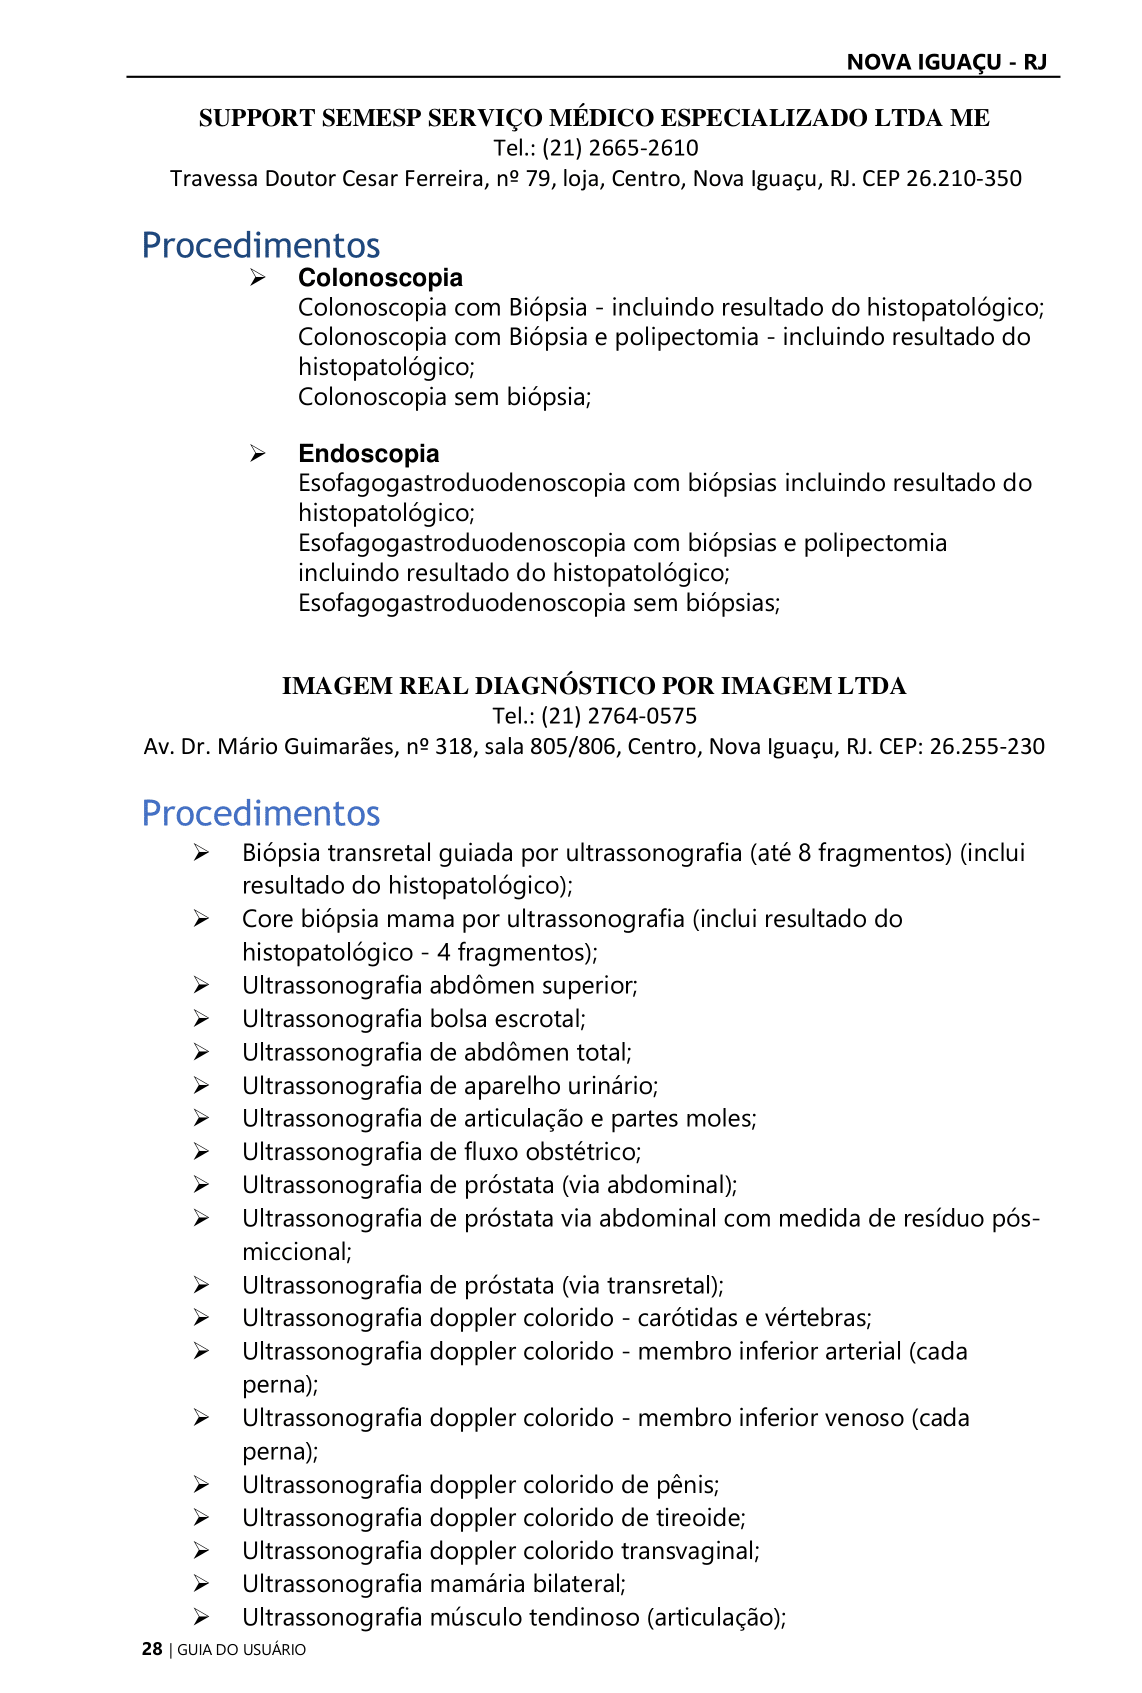 NOVA IGUAÇU - RJ
SUPPORT SEMESP SERVIÇO MÉDICO ESPECIALIZADO LTDA ME
Tel.: (21) 2665-2610
Travessa Doutor Cesar Ferreira, nº 79, loja, Centro, Nova Iguaçu, RJ. CEP 26.210-350
Procedimentos
➢ Colonoscopia
Colonoscopia com Biópsia - incluindo resultado do histopatológico;
Colonoscopia com Biópsia e polipectomia - incluindo resultado do
histopatológico;
Colonoscopia sem biópsia;
➢ Endoscopia
Esofagogastroduodenoscopia com biópsias incluindo resultado do
histopatológico;
Esofagogastroduodenoscopia com biópsias e polipectomia
incluindo resultado do histopatológico;
Esofagogastroduodenoscopia sem biópsias;
IMAGEM REAL DIAGNÓSTICO POR IMAGEM LTDA
Tel.: (21) 2764-0575
Av. Dr. Mário Guimarães, nº 318, sala 805/806, Centro, Nova Iguaçu, RJ. CEP: 26.255-230
Procedimentos
➢ Biópsia transretal guiada por ultrassonografia (até 8 fragmentos) (inclui
resultado do histopatológico);
➢ Core biópsia mama por ultrassonografia (inclui resultado do
histopatológico - 4 fragmentos);
➢ Ultrassonografia abdômen superior;
➢ Ultrassonografia bolsa escrotal;
➢ Ultrassonografia de abdômen total;
➢ Ultrassonografia de aparelho urinário;
➢ Ultrassonografia de articulação e partes moles;
➢ Ultrassonografia de fluxo obstétrico;
➢ Ultrassonografia de próstata (via abdominal);
➢ Ultrassonografia de próstata via abdominal com medida de resíduo pós-
miccional;
➢ Ultrassonografia de próstata (via transretal);
➢ Ultrassonografia doppler colorido - carótidas e vértebras;
➢ Ultrassonografia doppler colorido - membro inferior arterial (cada
perna);
➢ Ultrassonografia doppler colorido - membro inferior venoso (cada
perna);
➢ Ultrassonografia doppler colorido de pênis;
➢ Ultrassonografia doppler colorido de tireoide;
➢ Ultrassonografia doppler colorido transvaginal;
➢ Ultrassonografia mamária bilateral;
➢ Ultrassonografia músculo tendinoso (articulação);
28 | GUIA DO USUÁRIO